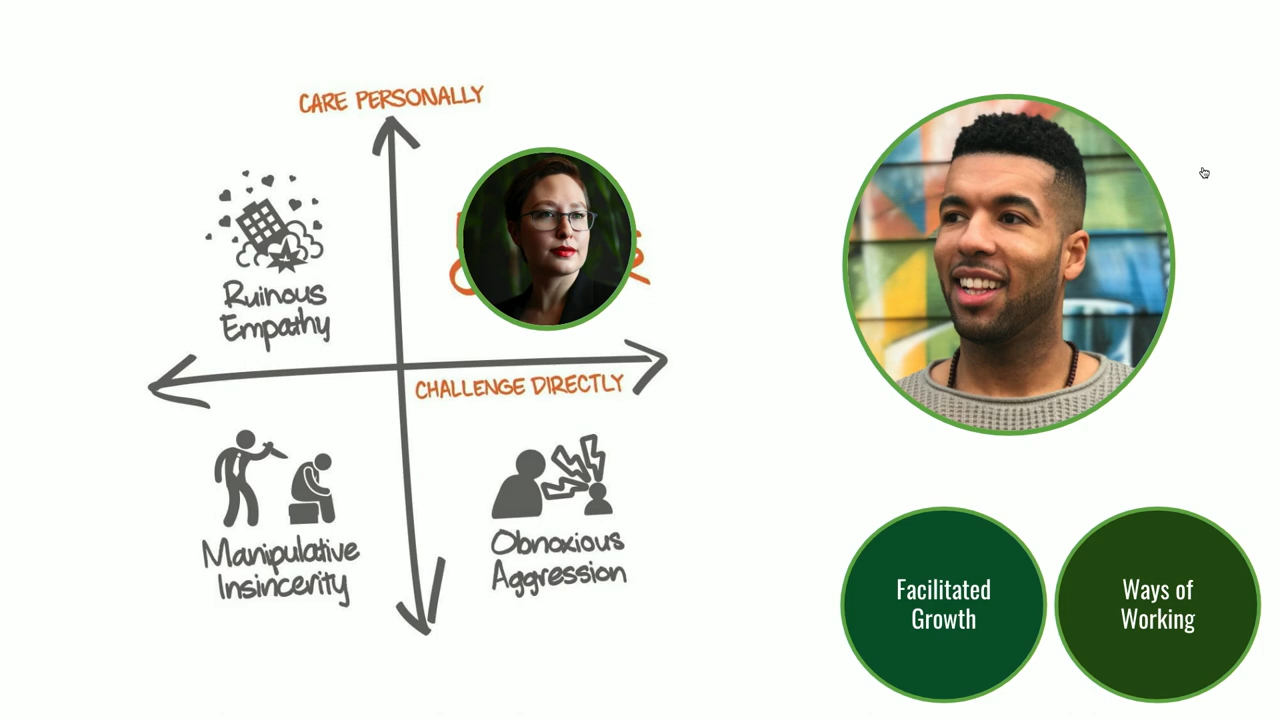 CARE PERSONALLY
Ruinous
Empathy
CHALLENGE DIRECTLY
Manipulative
Insincerity
Obnoxious
Aggression
Facilitated
Growth
Ways of
Working